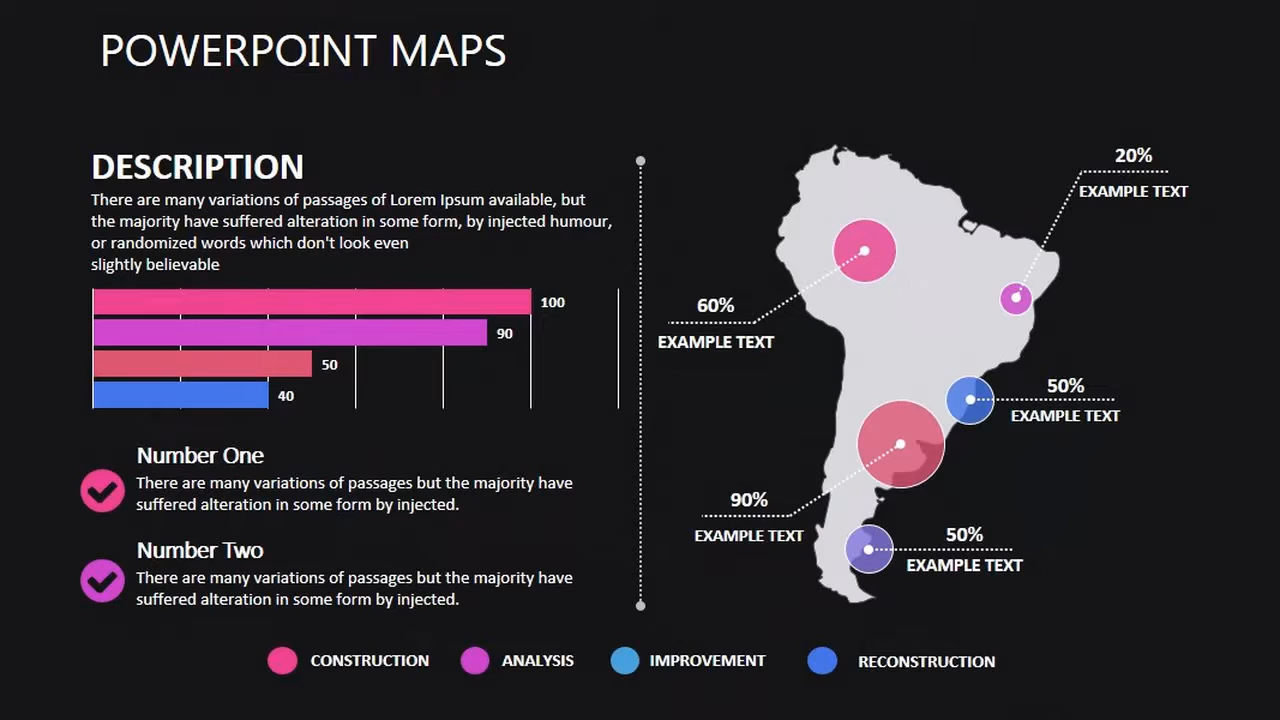 POWERPOINT MAPS
DESCRIPTION
There are many variations of passages of Lorem Ipsum available, but
the majority have suffered alteration in some form, by injected humour,
or randomized words which don't look even
slightly believable
100
90
50
40
Number One
There are many variations of passages but the majority have
suffered alteration in some form by injected.
Number Two
There are many variations of passages but the majority have
suffered alteration in some form by injected.
20%
EXAMPLE TEXT
60%
EXAMPLE TEXT
50%
EXAMPLE TEXT
90%
EXAMPLE TEXT
50%
EXAMPLE TEXT
CONSTRUCTION
ANALYSIS
IMPROVEMENT
RECONSTRUCTION